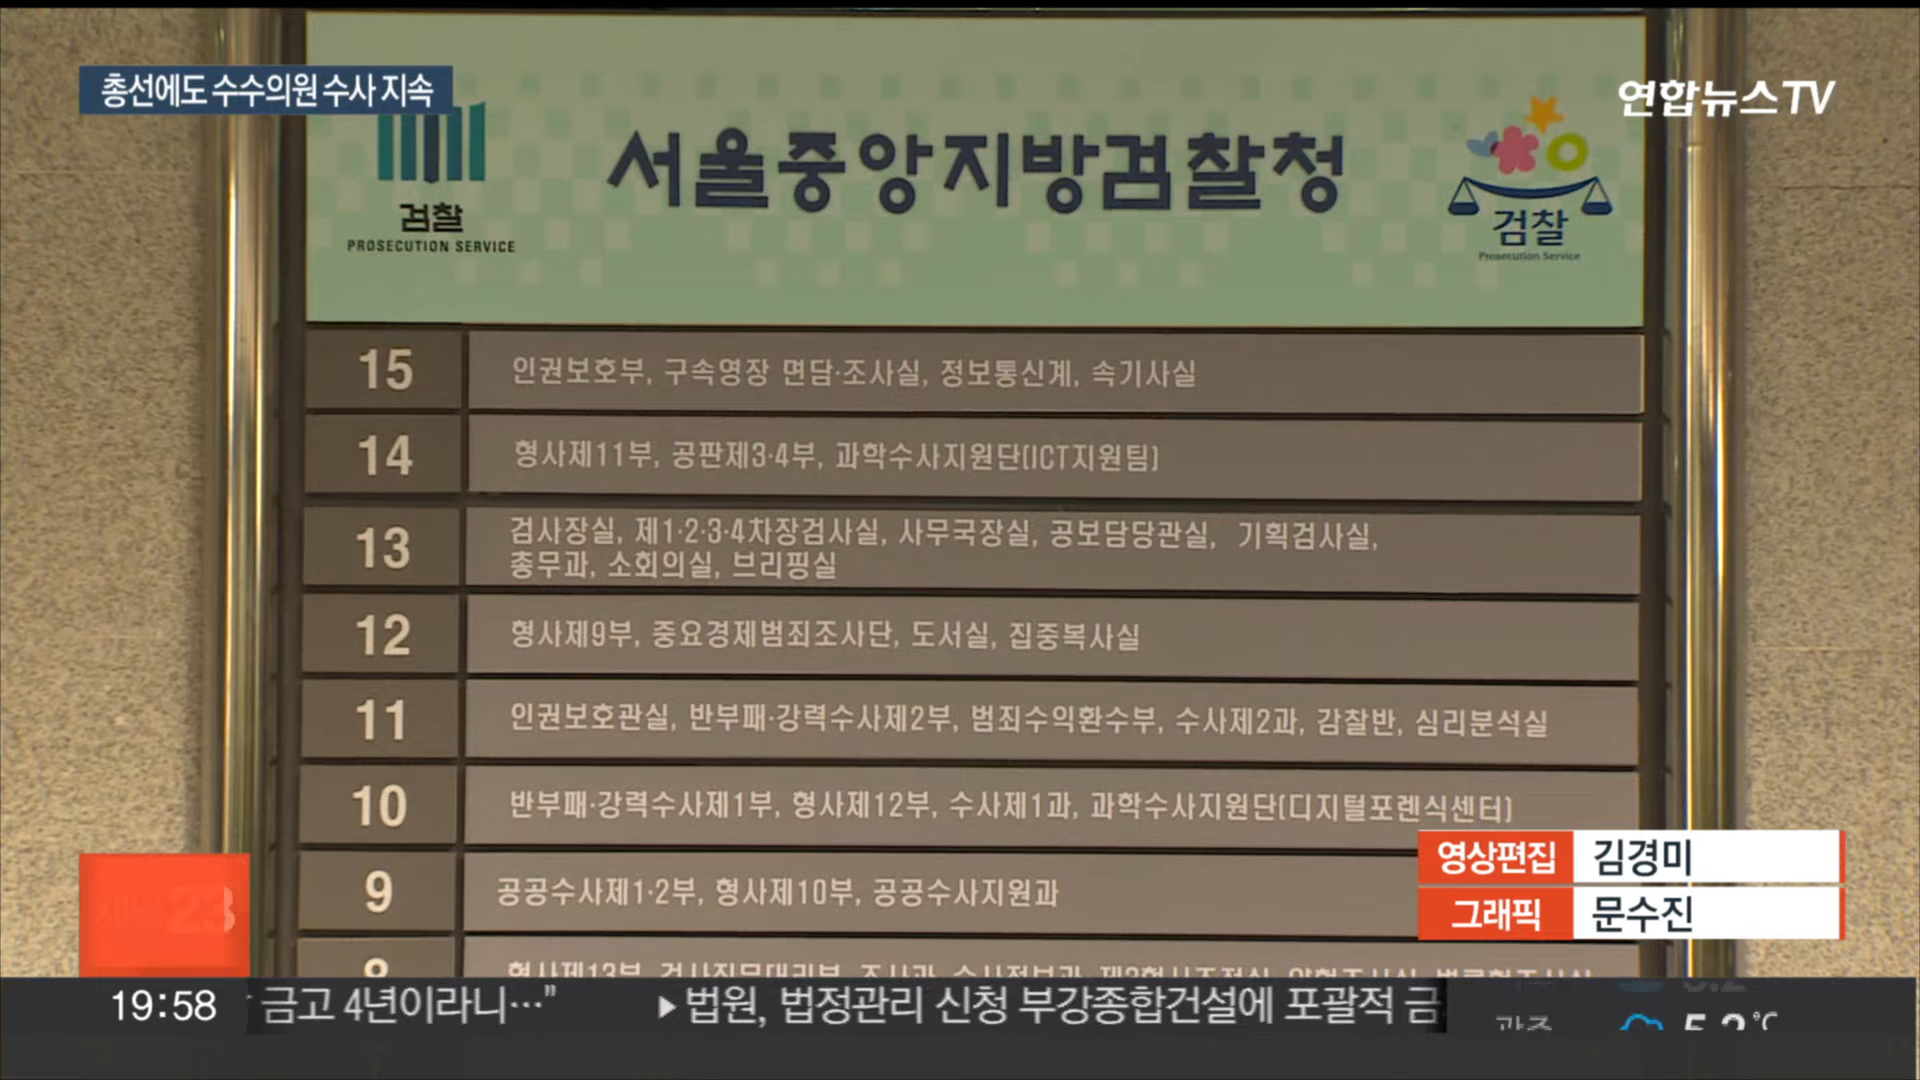 총선에도 수수의원 수사 지속
연합뉴스TV
검찰
PROSECUTION SERVICE
서울중앙지방검찰청
검찰
Prosecution Service
15 인권보호부, 구속영장 면담·조사실, 정보통신계, 속기사실
14 형사제11부, 공판제3·4부, 과학수사지원단(ICT지원팀)
13 검사장실, 제1·2·3·4차장검사실, 사무국장실, 공보담당관실, 기획검사실,
총무과, 소회의실, 브리핑실
12 형사제9부, 중요경제범죄조사단, 도서실, 집중복사실
11 인권보호관실, 반부패·강력수사제2부, 범죄수익환수부, 수사제2과, 감찰반, 심리분석실
10 반부패·강력수사제1부, 형사제12부, 수사제1과, 과학수사지원단(디지털포렌식센터)
9 공공수사제1·2부, 형사제10부, 공공수사지원과
영상편집 김경미
그래픽 문수진
8 형사제13부,
23
19:58 금고 4년이라니…” ▶법원, 법정관리 신청 부강종합건설에 포괄적 금
광주 5.2℃